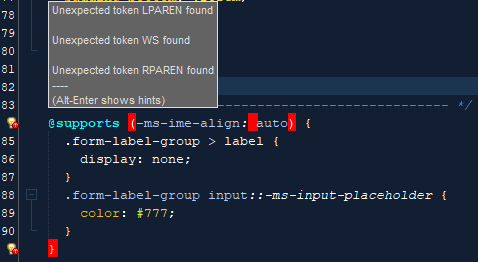 78
Unexpected token LPAREN found
77
Unexpected token WS found
79
80
Unexpected token RPAREN found
81
----
82
(Alt-Enter shows hints)
83 ---------------------------------- */
@supports (-ms-ime-align: auto) {
85 .form-label-group > label {
86 display: none;
87 }
88 .form-label-group input::-ms-input-placeholder {
89 color: #777;
90 }
}